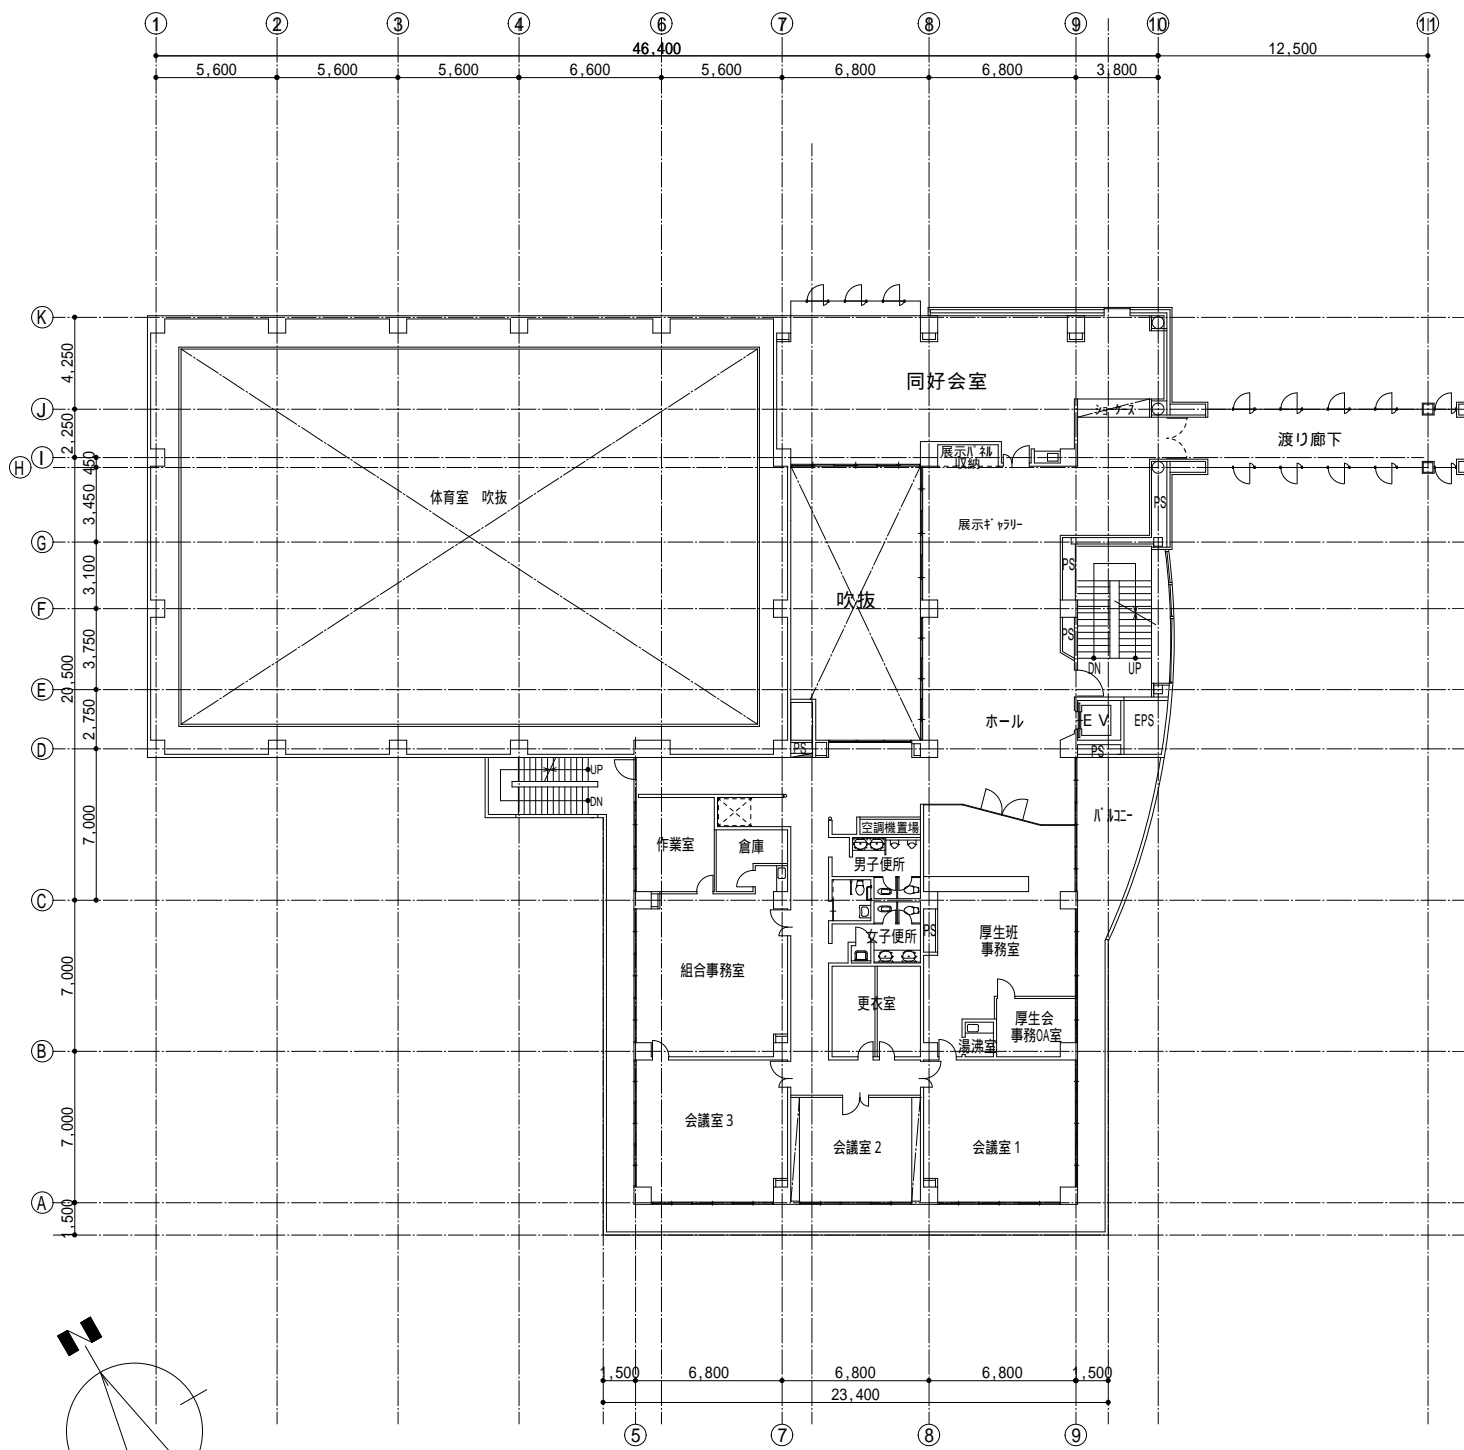 1 2 3 4 6 7 8 9 10 11
46,400 12,500
5,600 5,600 5,600 6,600 5,600 6,800 6,800 3,800
K
4,250
J
2,250
I
H
450
3,450
G
3,100
F
3,750
20,500
E
2,750
D
7,000
C
7,000
B
7,000
A
1,500
同好会室
ショーケース
渡り廊下
展示パネル
収納
体育室 吹抜
PS
展示ギャラリー
PS
吹抜
PS
DN UP
ホール
EV
EPS
PS
PS
UP
DN
バルコニー
作業室
倉庫
空調機置場
男子便所
女子便所
PS
厚生班
事務室
組合事務室
更衣室
厚生会
事務OA室
湯沸室
会議室3
会議室2
会議室1
N
1,500 6,800 6,800 6,800 1,500
23,400
5 7 8 9